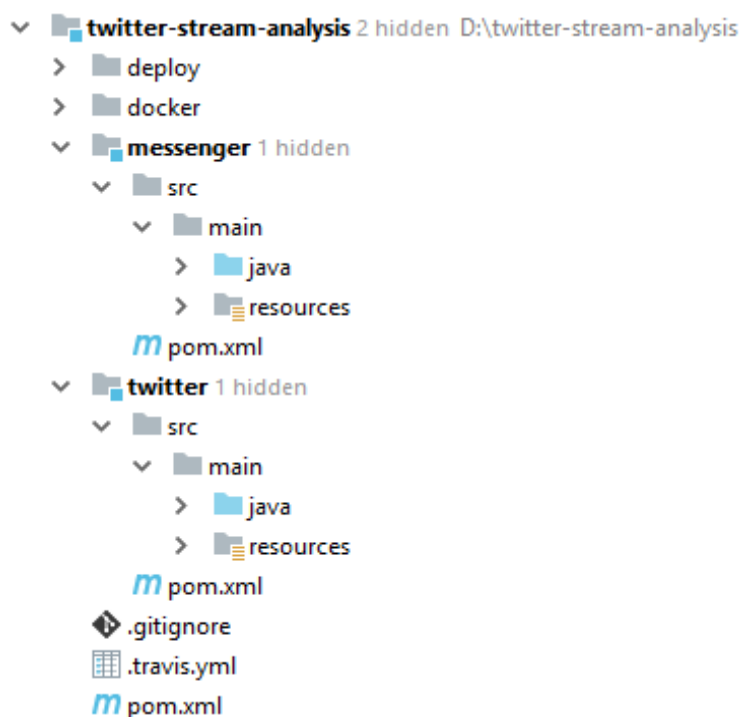 twitter-stream-analysis 2 hidden D:\twitter-stream-analysis
deploy
docker
messenger 1 hidden
src
main
java
resources
m pom.xml
twitter 1 hidden
src
main
java
resources
m pom.xml
.gitignore
.travis.yml
m pom.xml